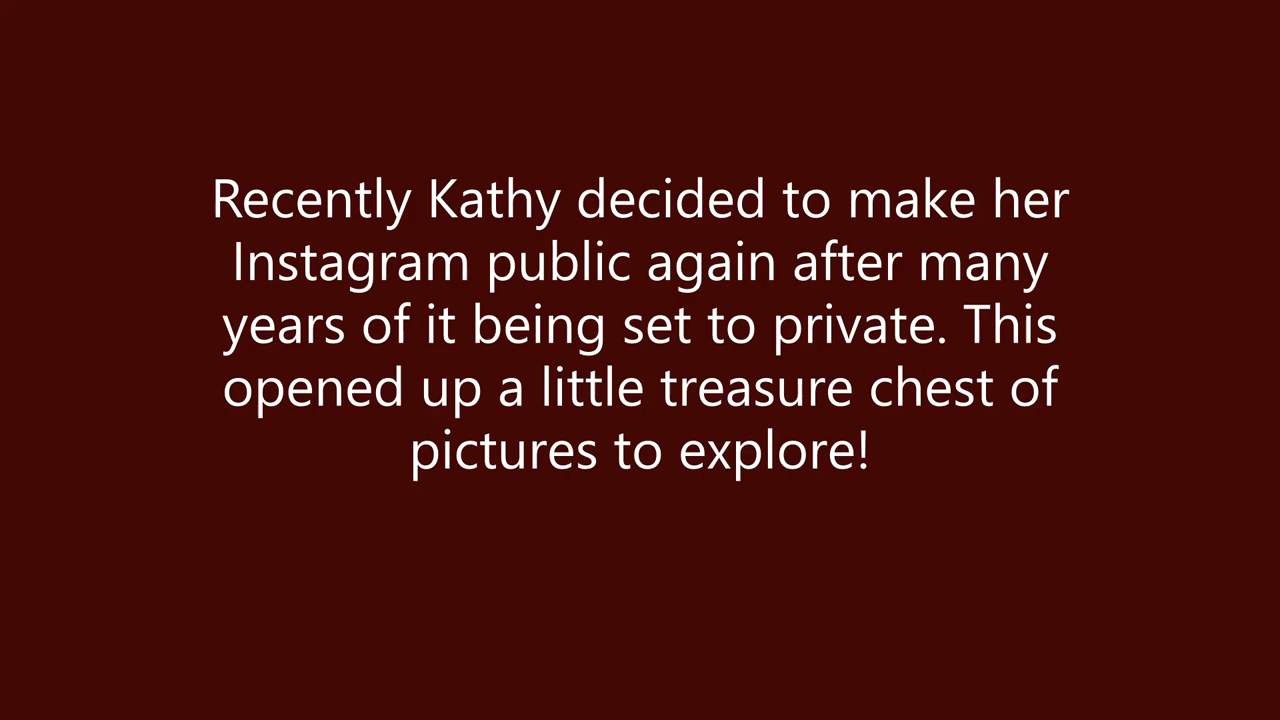 Recently Kathy decided to make her
Instagram public again after many
years of it being set to private. This
opened up a little treasure chest of
pictures to explore!